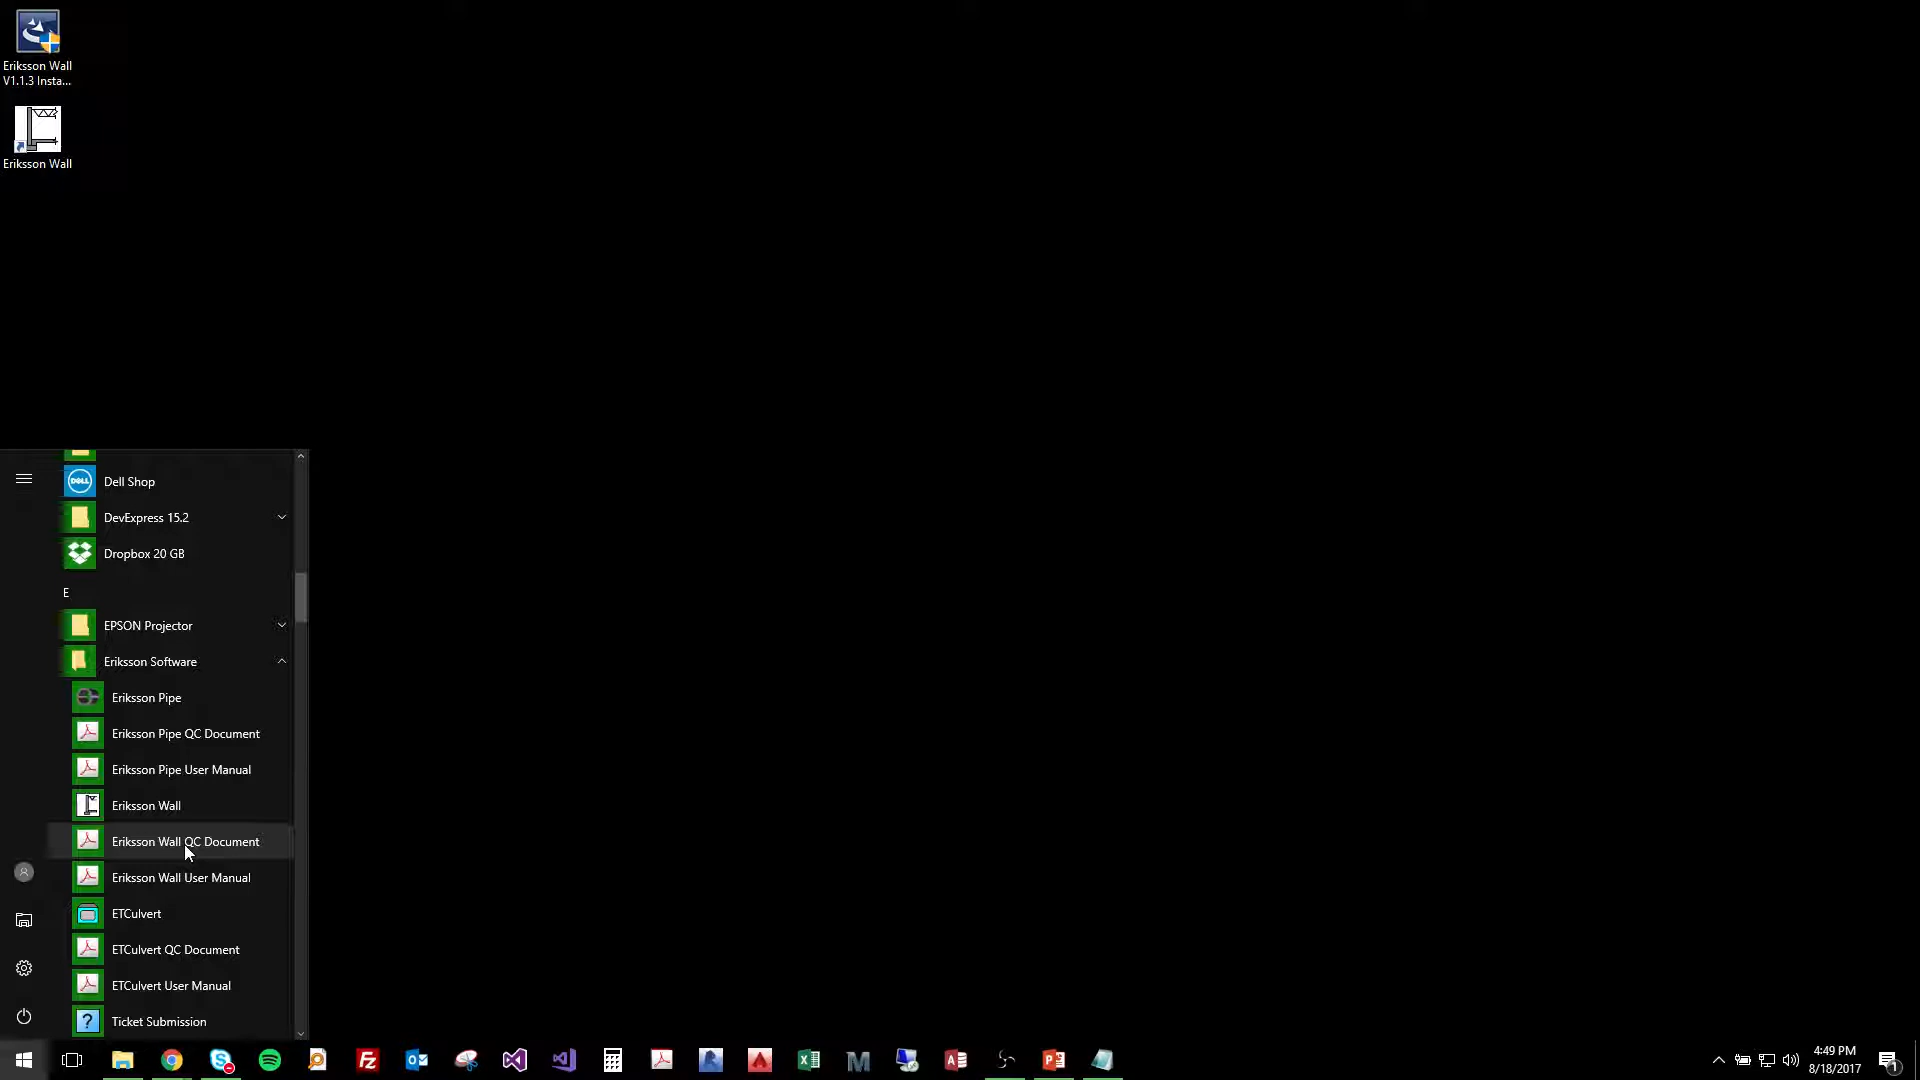 Eriksson Wall
V1.1.3 Insta...
Eriksson Wall
Dell Shop
DevExpress 15.2
Dropbox 20 GB
E
EPSON Projector
Eriksson Software
Eriksson Pipe
Eriksson Pipe QC Document
Eriksson Pipe User Manual
Eriksson Wall
Eriksson Wall QC Document
Eriksson Wall User Manual
ETCulvert
ETCulvert QC Document
ETCulvert User Manual
Ticket Submission
4:49 PM
8/18/2017